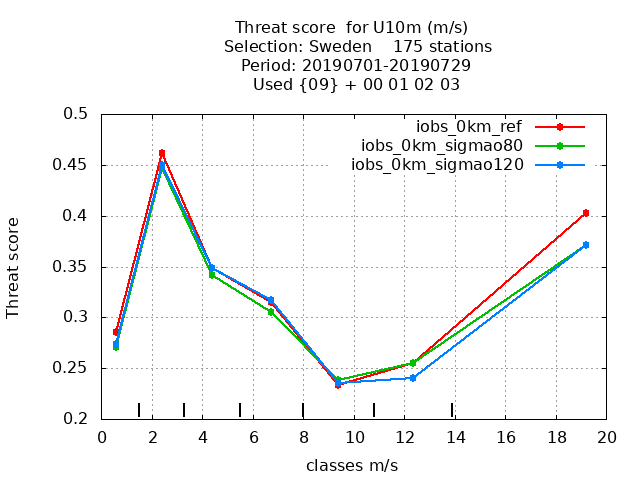 Threat score  for U10m (m/s)
Selection: Sweden    175 stations
Period: 20190701-20190729
Used {09} + 00 01 02 03
0.5
0.45
0.4
0.35
0.3
0.25
0.2
Threat score
iobs_0km_ref
iobs_0km_sigmao80
iobs_0km_sigmao120
0 2 4 6 8 10 12 14 16 18 20
classes m/s